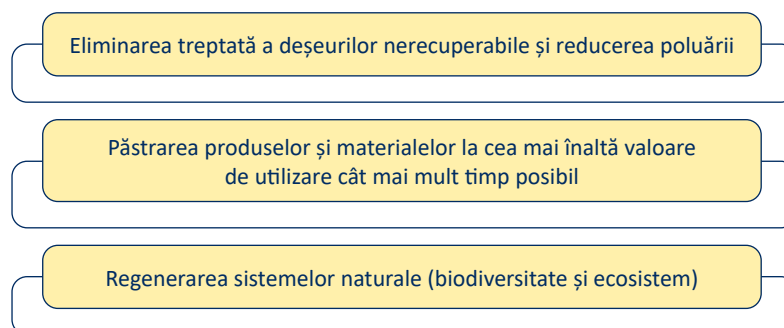 Eliminarea treptată a deșeurilor nerecuperabile și reducerea poluării
Păstrarea produselor și materialelor la cea mai înaltă valoare
de utilizare cât mai mult timp posibil
Regenerarea sistemelor naturale (biodiversitate și ecosistem)